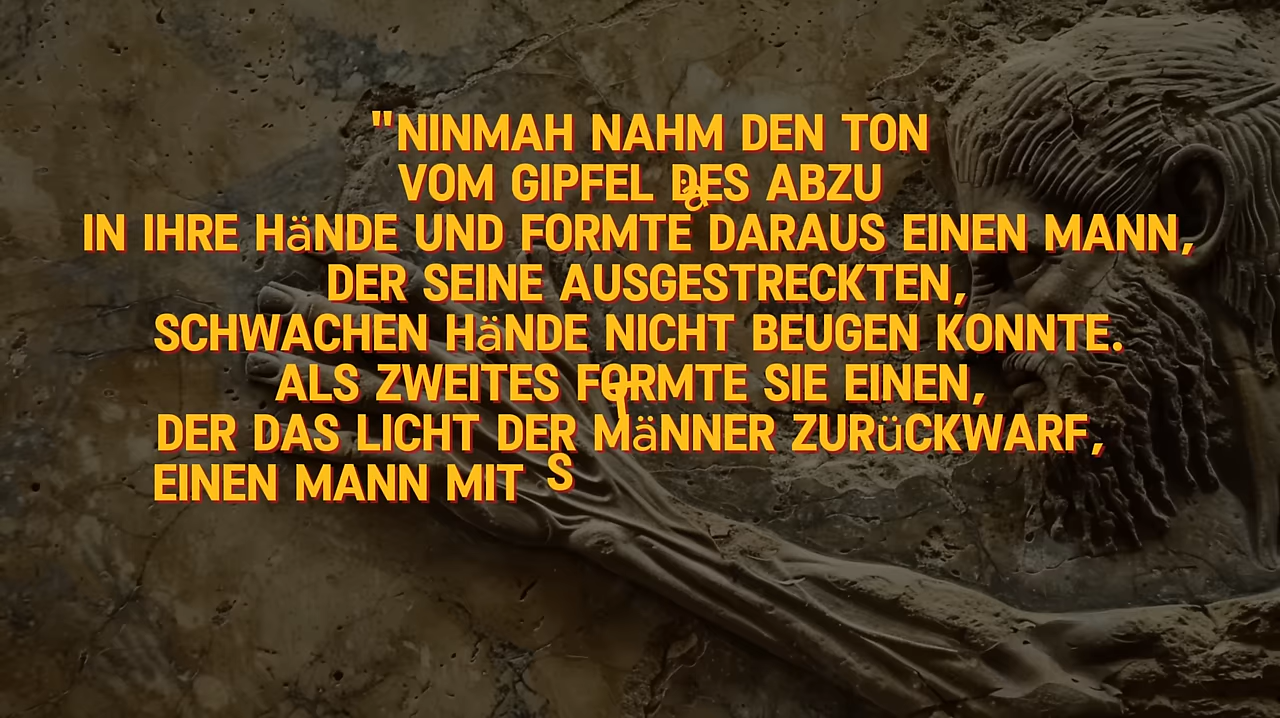 "NINMAH NAHM DEN TON
VOM GIPFEL DES ABZU
IN IHRE HäNDE UND FORMTE DARAUS EINEN MANN,
DER SEINE AUSGESTRECKTEN,
SCHWACHEN HäNDE NICHT BEUGEN KONNTE.
ALS ZWEITES FORMTE SIE EINEN,
DER DAS LICHT DER MäNNER ZURüCKWARF,
EINEN MANN MIT S